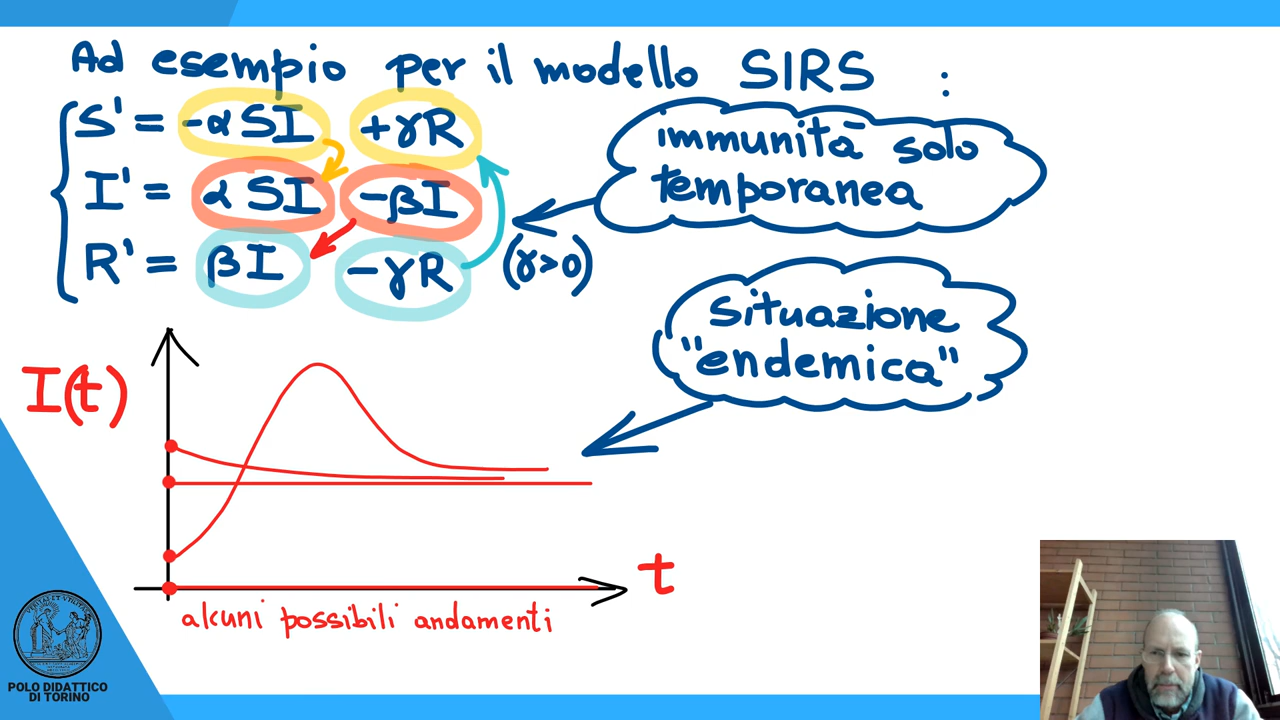 Ad esempio per il modello SIRS :
S' = -αSI +γR
I' = αSI -βI
R' = βI -γR
(γ>0)
immunità solo
temporanea
situazione
"endemica"
I(t)
t
alcuni possibili andamenti
POLO DIDATTICO
DI TORINO